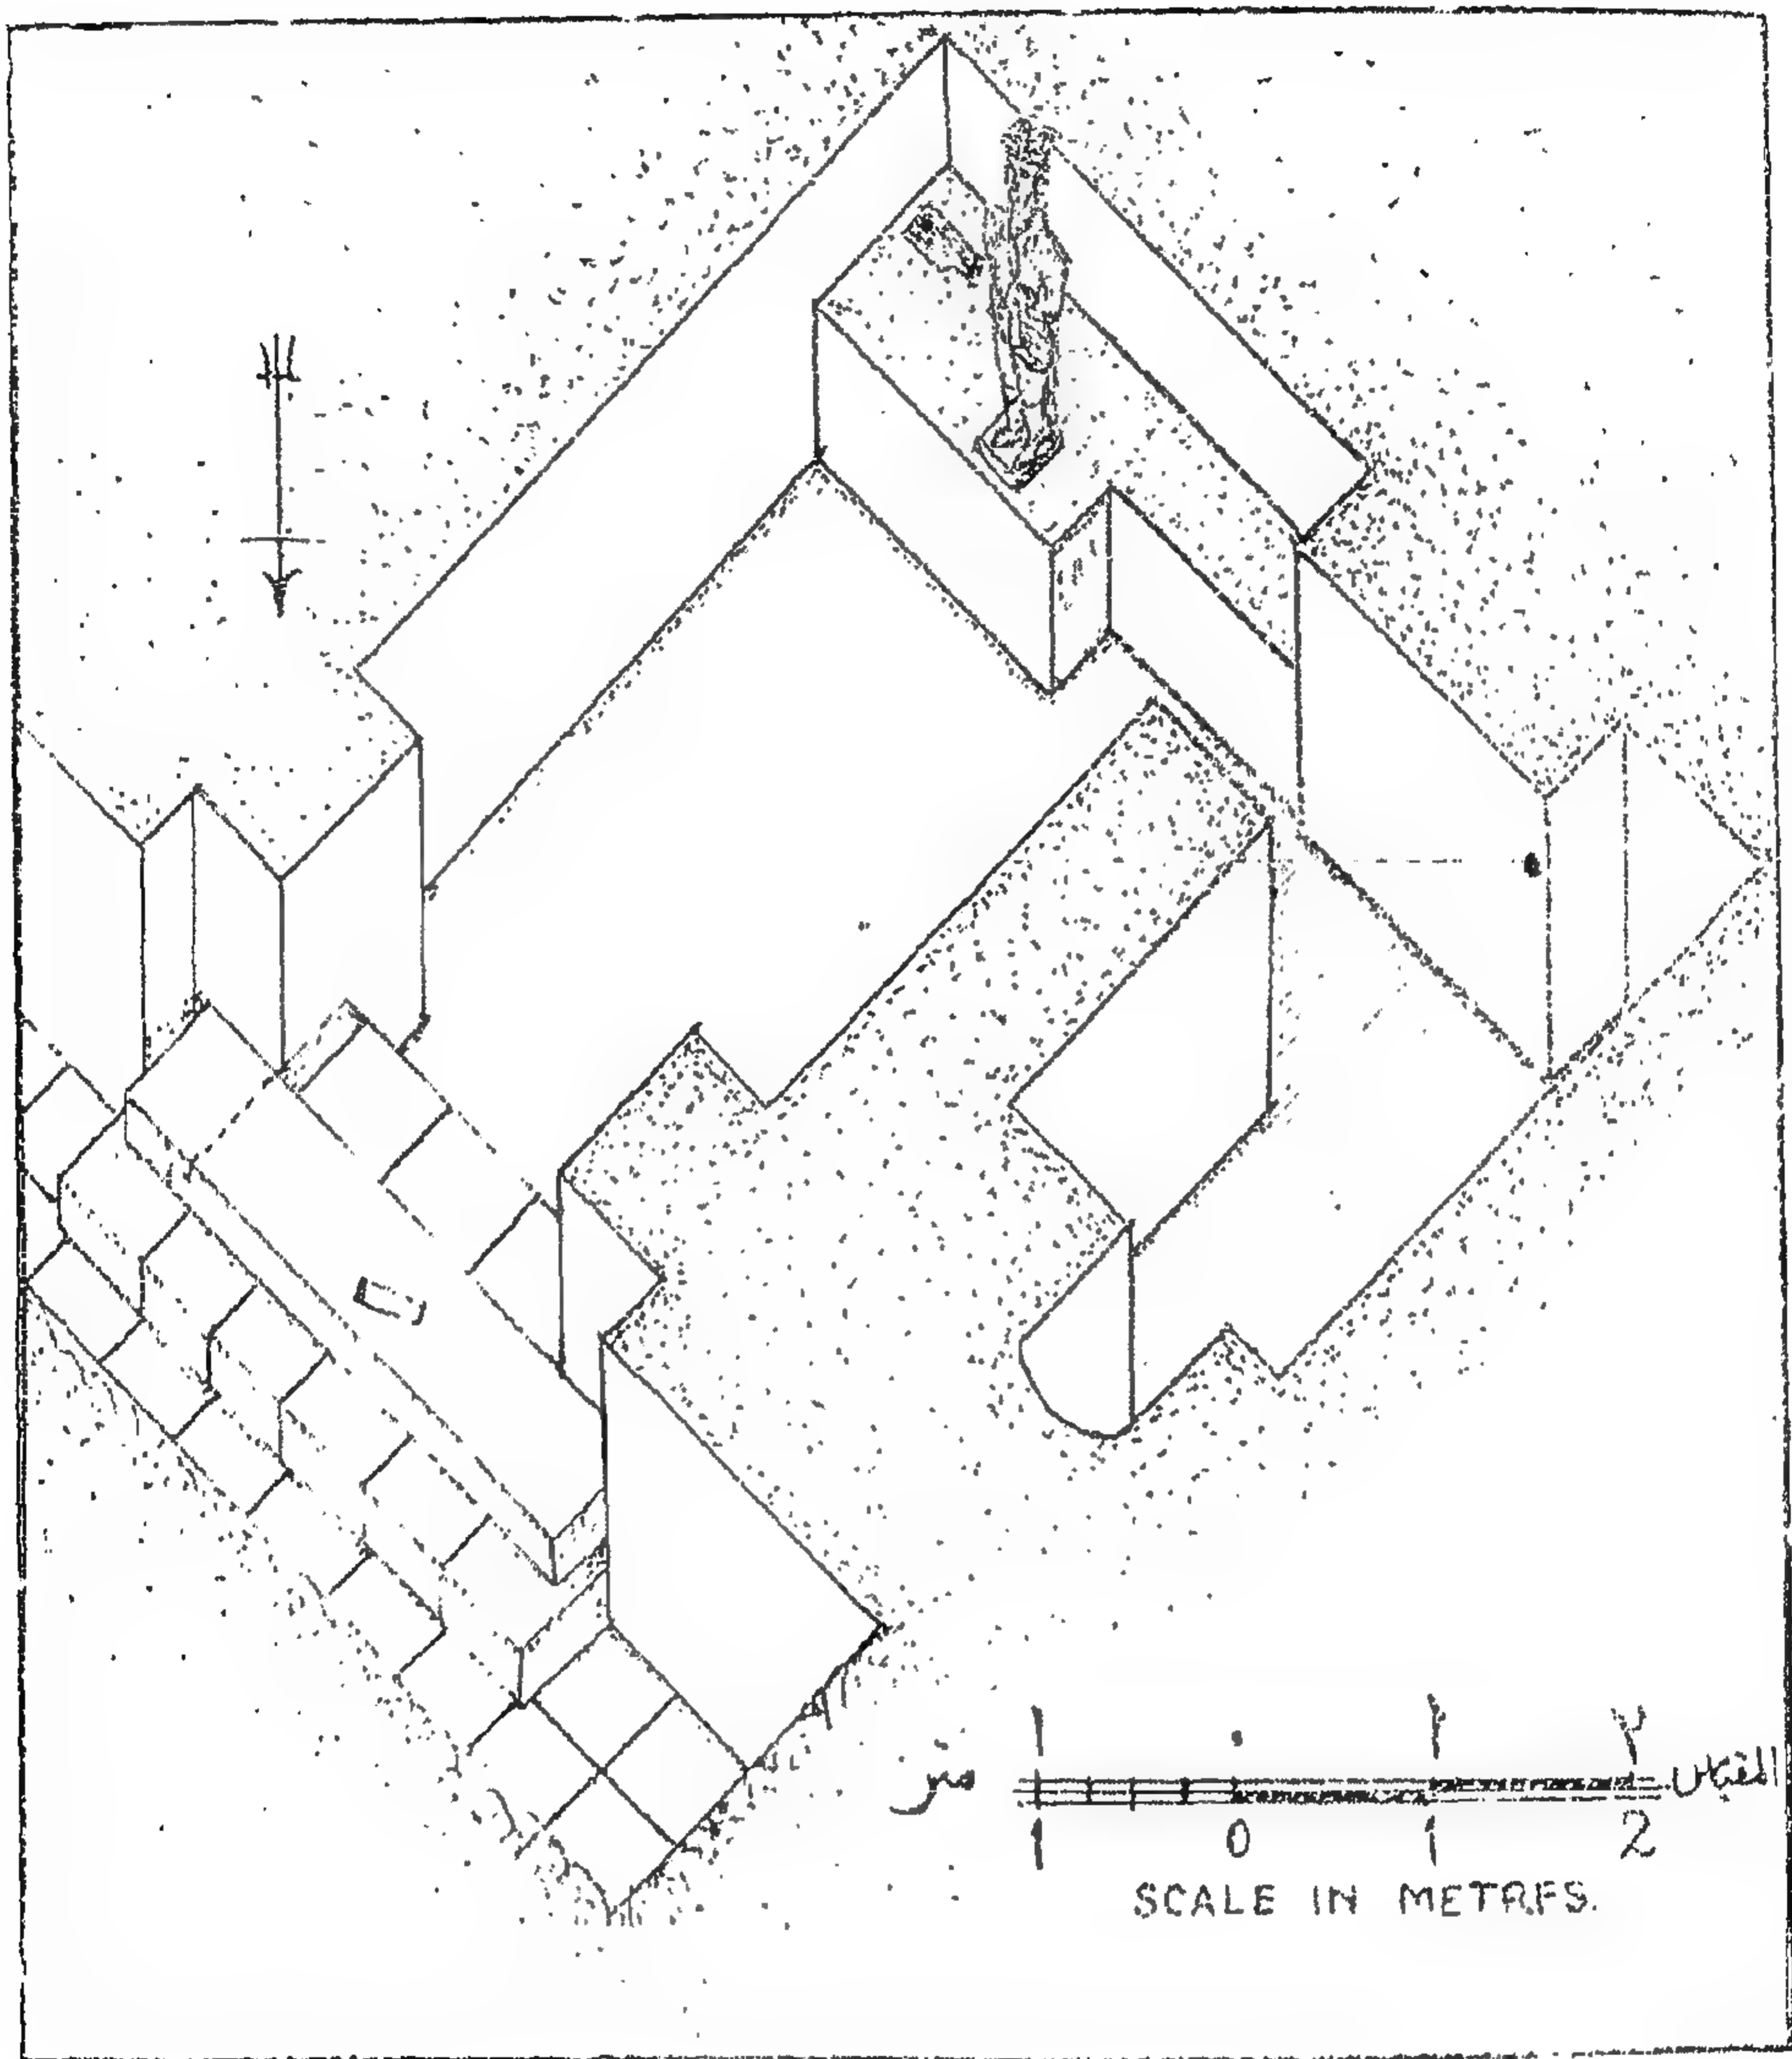 ١ ٠ ١ ٢
متر المقياس
1 0 1 2
SCALE IN METRES.